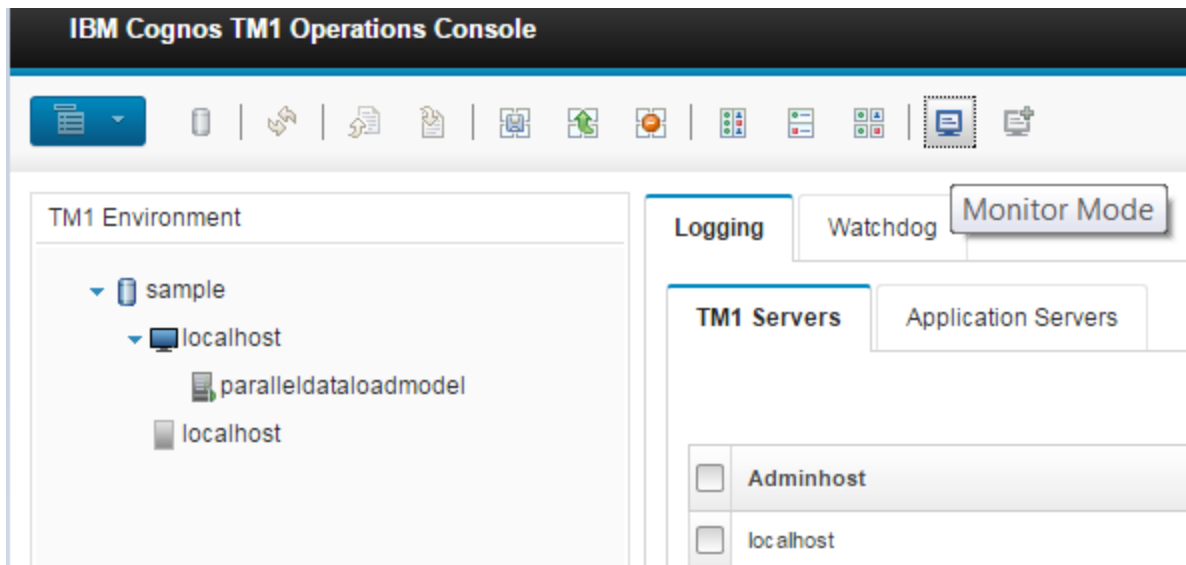 IBM Cognos TM1 Operations Console
TM1 Environment
sample
localhost
paralleldataloadmodel
localhost
Logging
Watchdog
Monitor Mode
TM1 Servers
Application Servers
Adminhost
localhost